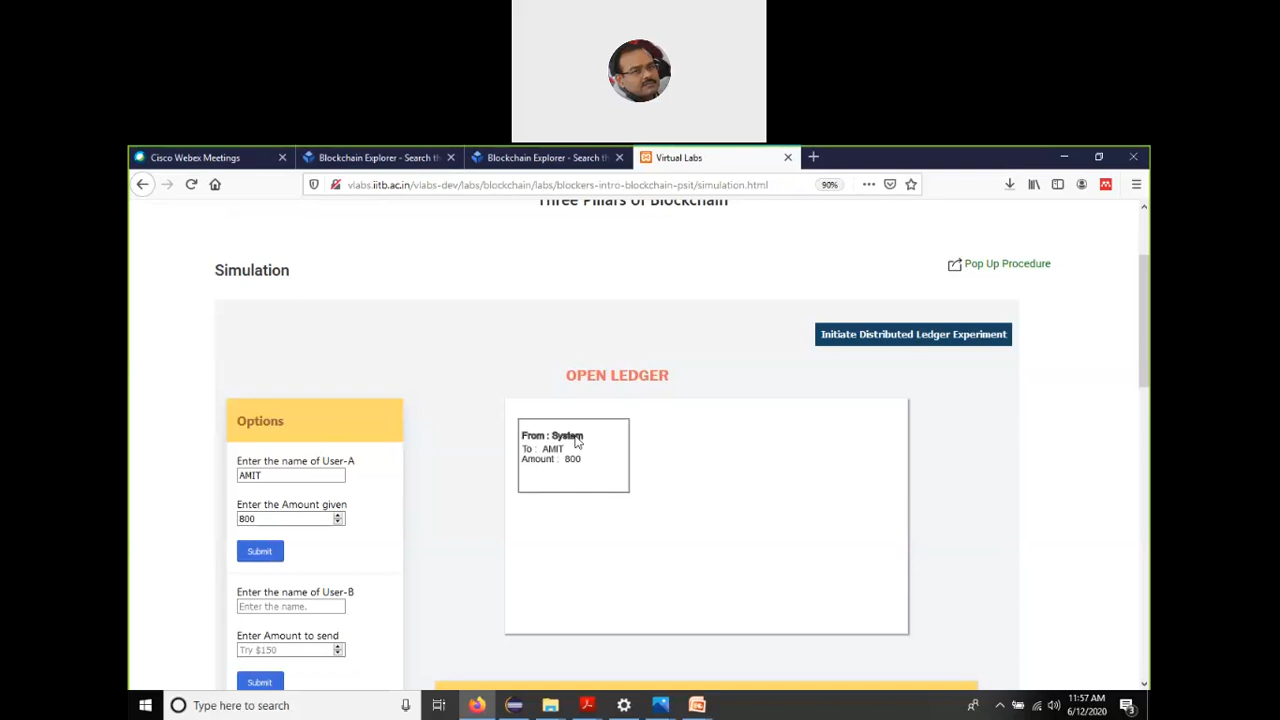 Cisco Webex Meetings
Blockchain Explorer - Search th
Blockchain Explorer - Search th
Virtual Labs
vlabs.iitb.ac.in/vlabs-dev/labs/blockchain/labs/blockers-intro-blockchain-psit/simulation.html
90%
Three Pillars of Blockchain
Simulation
Pop Up Procedure
Initiate Distributed Ledger Experiment
OPEN LEDGER
Options
Enter the name of User-A
AMIT
Enter the Amount given
800
Submit
Enter the name of User-B
Enter the name.
Enter Amount to send
Try $150
Submit
From : System
To : AMIT
Amount : 800
Type here to search
11:57 AM
6/12/2020
3